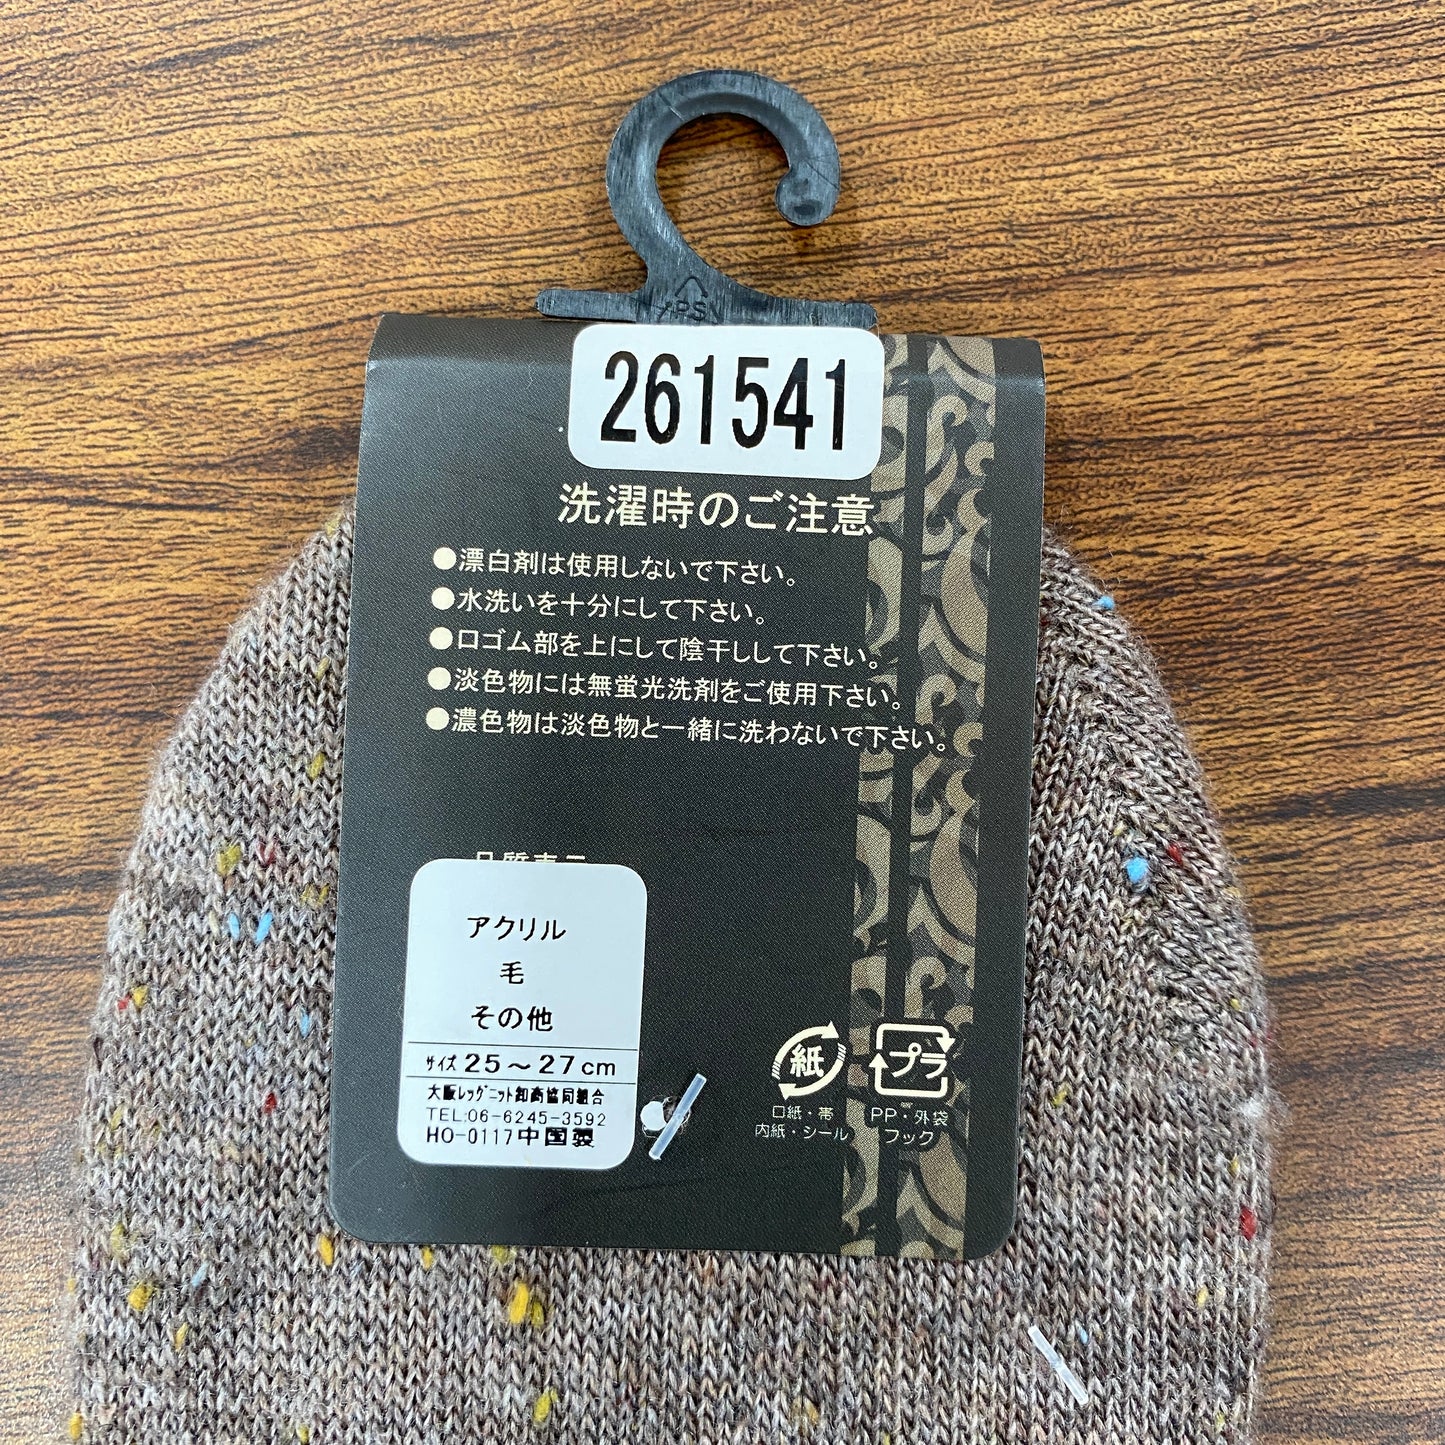 PS
261541
洗濯時のご注意
●漂白剤は使用しないで下さい。
●水洗いを十分にして下さい。
●口ゴム部を上にして陰干しして下さい。
●淡色物には無蛍光洗剤をご使用下さい。
●濃色物は淡色物と一緒に洗わないで下さい。
品質表示
アクリル
毛
その他
サイズ 25～27cm
大阪レッグニット卸商協同組合
TEL:06-6245-3592
HO-0117中国製
紙
口紙・帯
内紙・シール
プラ
PP・外袋
フック